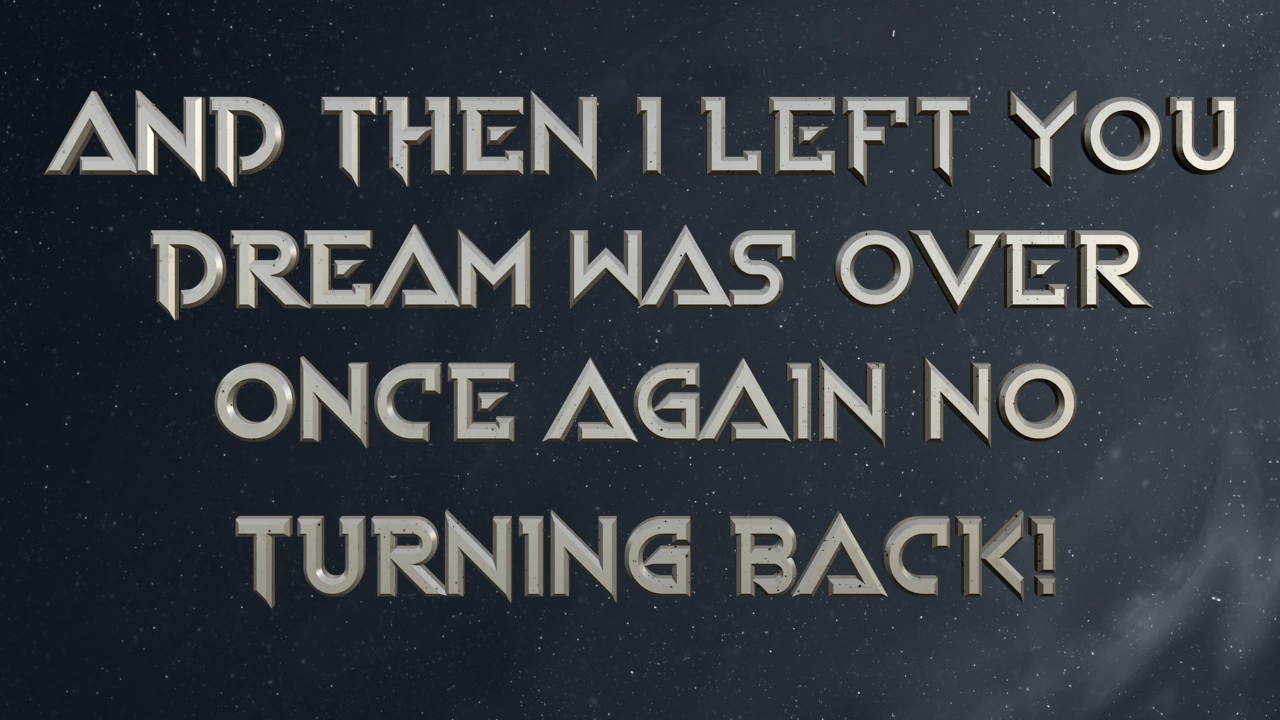 AND THEN I LEFT YOU
DREAM WAS OVER
ONCE AGAIN NO
TURNING BACK!